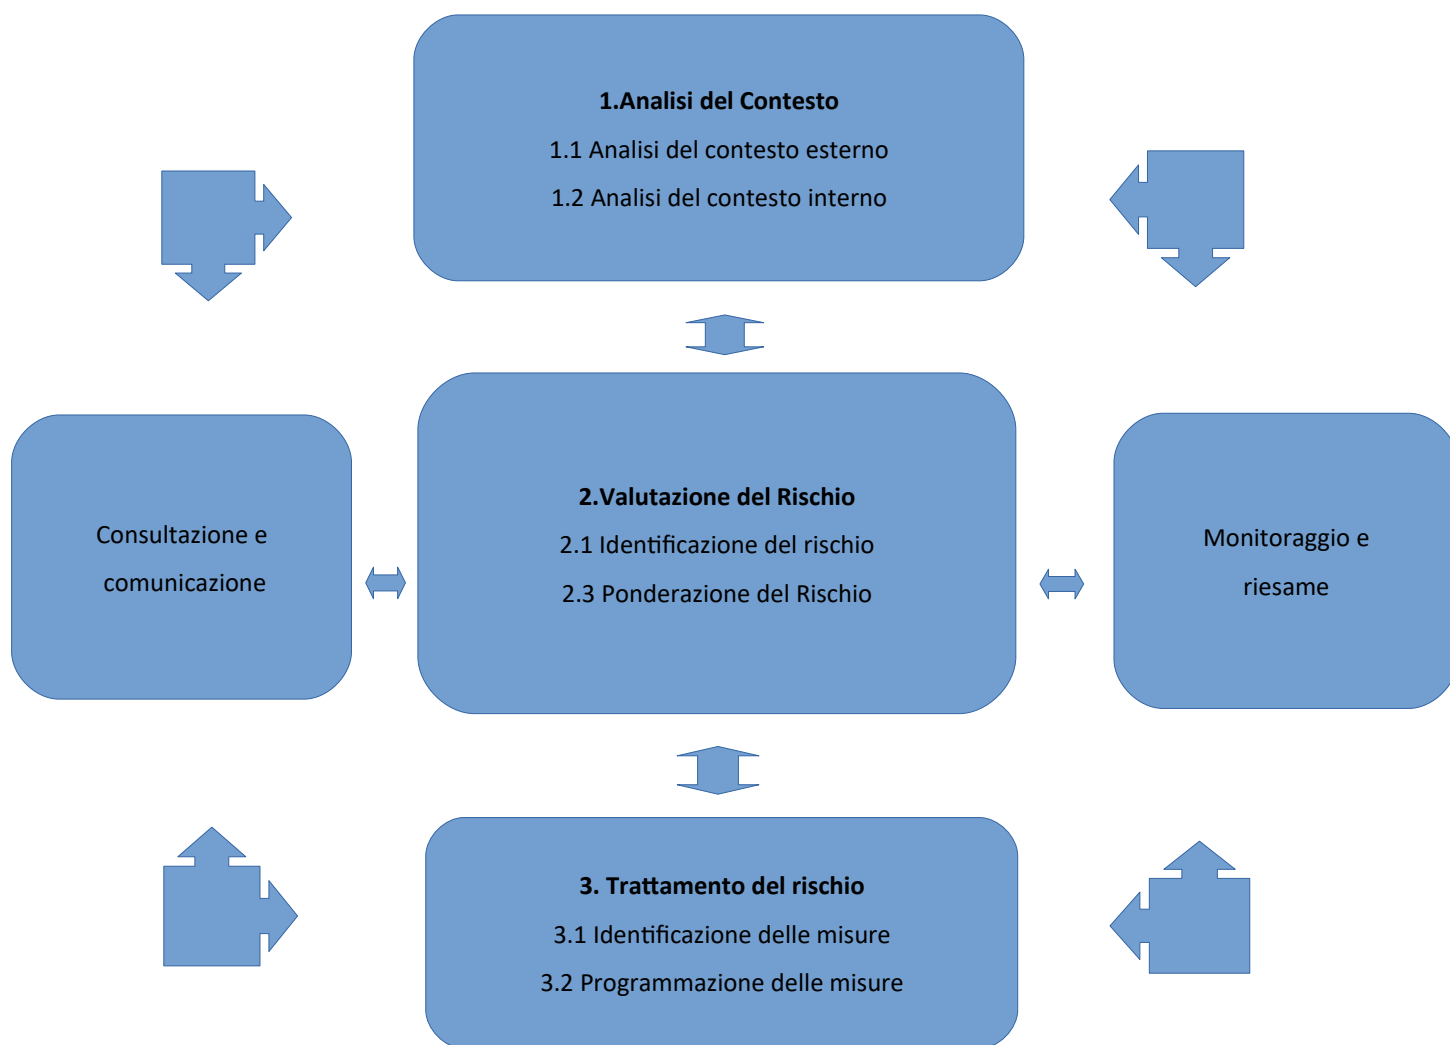 1.Analisi del Contesto
1.1 Analisi del contesto esterno
1.2 Analisi del contesto interno
Consultazione e
comunicazione
2.Valutazione del Rischio
2.1 Identificazione del rischio
2.3 Ponderazione del Rischio
Monitoraggio e
riesame
3. Trattamento del rischio
3.1 Identificazione delle misure
3.2 Programmazione delle misure